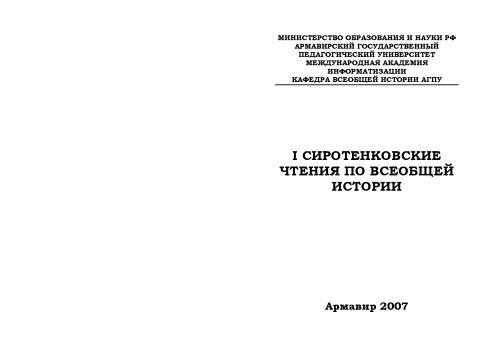 МИНИСТЕРСТВО ОБРАЗОВАНИЯ И НАУКИ РФ
АРМАВИРСКИЙ ГОСУДАРСТВЕННЫЙ
ПЕДАГОГИЧЕСКИЙ УНИВЕРСИТЕТ
МЕЖДУНАРОДНАЯ АКАДЕМИЯ
ИНФОРМАТИЗАЦИИ
КАФЕДРА ВСЕОБЩЕЙ ИСТОРИИ АГПУ
I СИРОТЕНКОВСКИЕ
ЧТЕНИЯ ПО ВСЕОБЩЕЙ
ИСТОРИИ
Армавир 2007